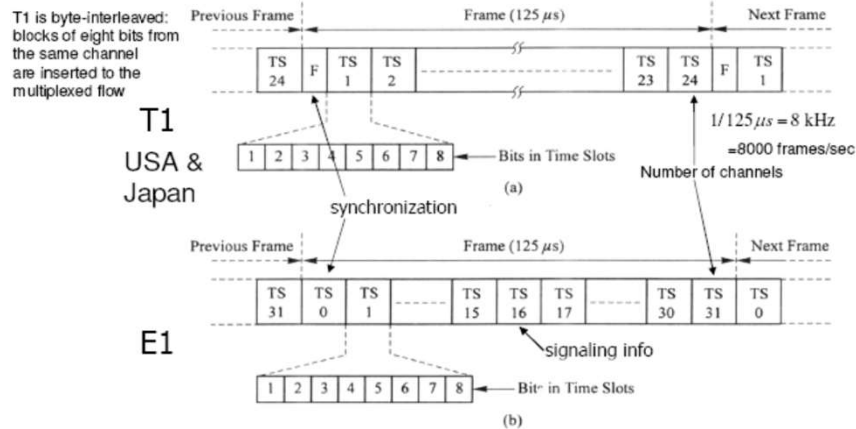 T1 is byte-interleaved:
blocks of eight bits from
the same channel
are inserted to the
multiplexed flow
Previous Frame
Frame (125 μs)
Next Frame
TS 24
F
TS 1
TS 2
TS 23
TS 24
F
TS 1
T1
USA &
Japan
1/125μs = 8 kHz
=8000 frames/sec
1 2 3 4 5 6 7 8
Bits in Time Slots
Number of channels
(a)
synchronization
Previous Frame
Frame (125 μs)
Next Frame
TS 31
TS 0
TS 1
TS 15
TS 16
TS 17
TS 30
TS 31
TS 0
E1
signaling info
1 2 3 4 5 6 7 8
Bit in Time Slots
(b)